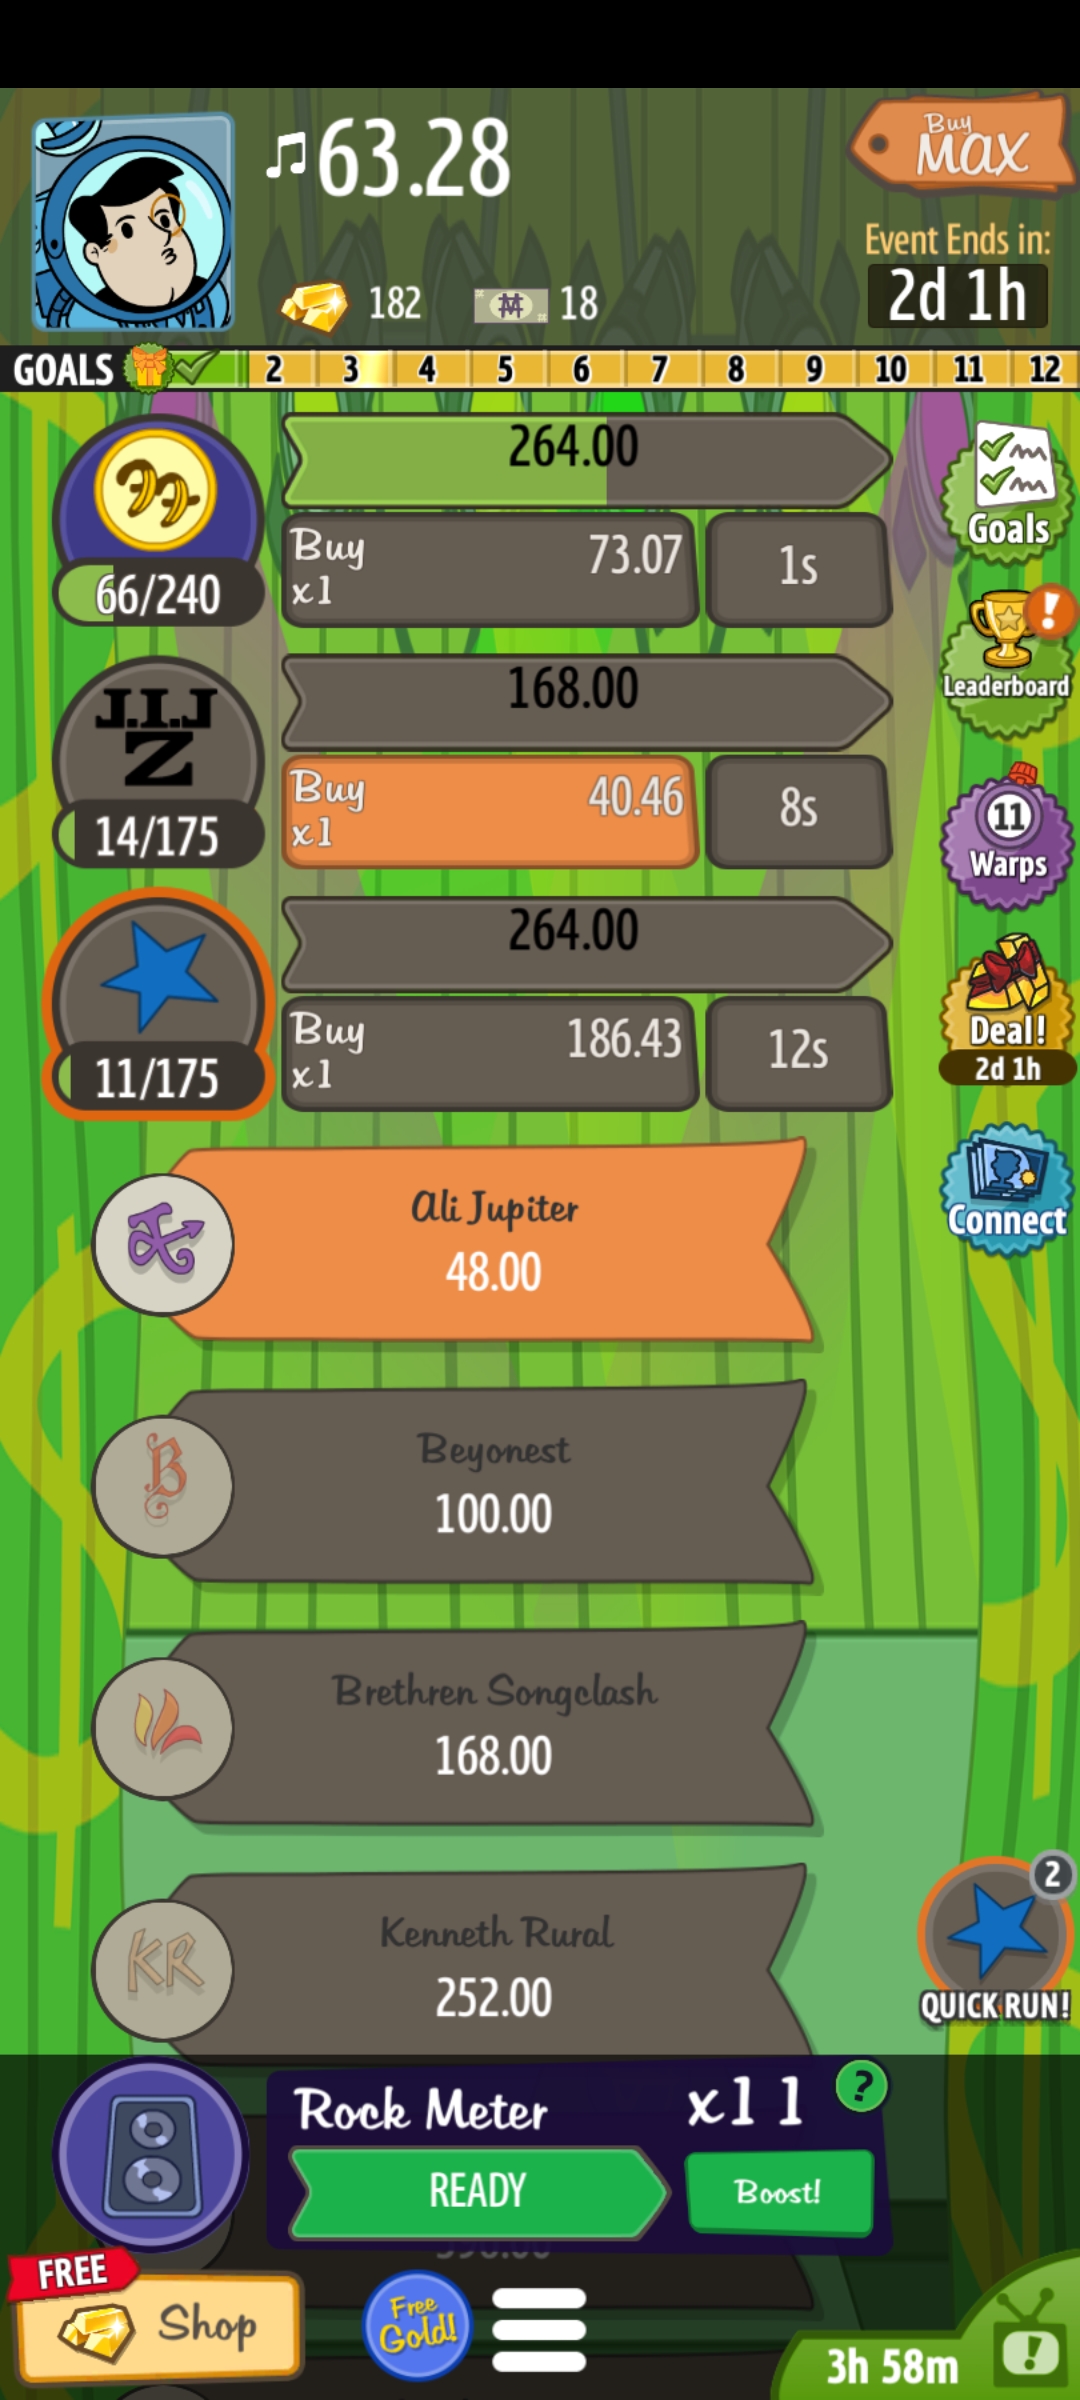 63.28
Buy
MAX
182
18
Event Ends in:
2d 1h
GOALS 2 3 4 5 6 7 8 9 10 11 12
264.00
Buy
x1
73.07
1s
66/240
Goals
J.I.J
Z
168.00
Buy
x1
40.46
8s
14/175
!
Leaderboard
11
Warps
264.00
Buy
x1
186.43
12s
11/175
Deal!
2d 1h
Connect
Ali Jupiter
48.00
B
Beyonest
100.00
Brethren Songclash
168.00
KR
Kenneth Rural
252.00
2
QUICK RUN!
Rock Meter
x11
?
READY
Boost!
FREE
Shop
Free
Gold!
3h 58m
!